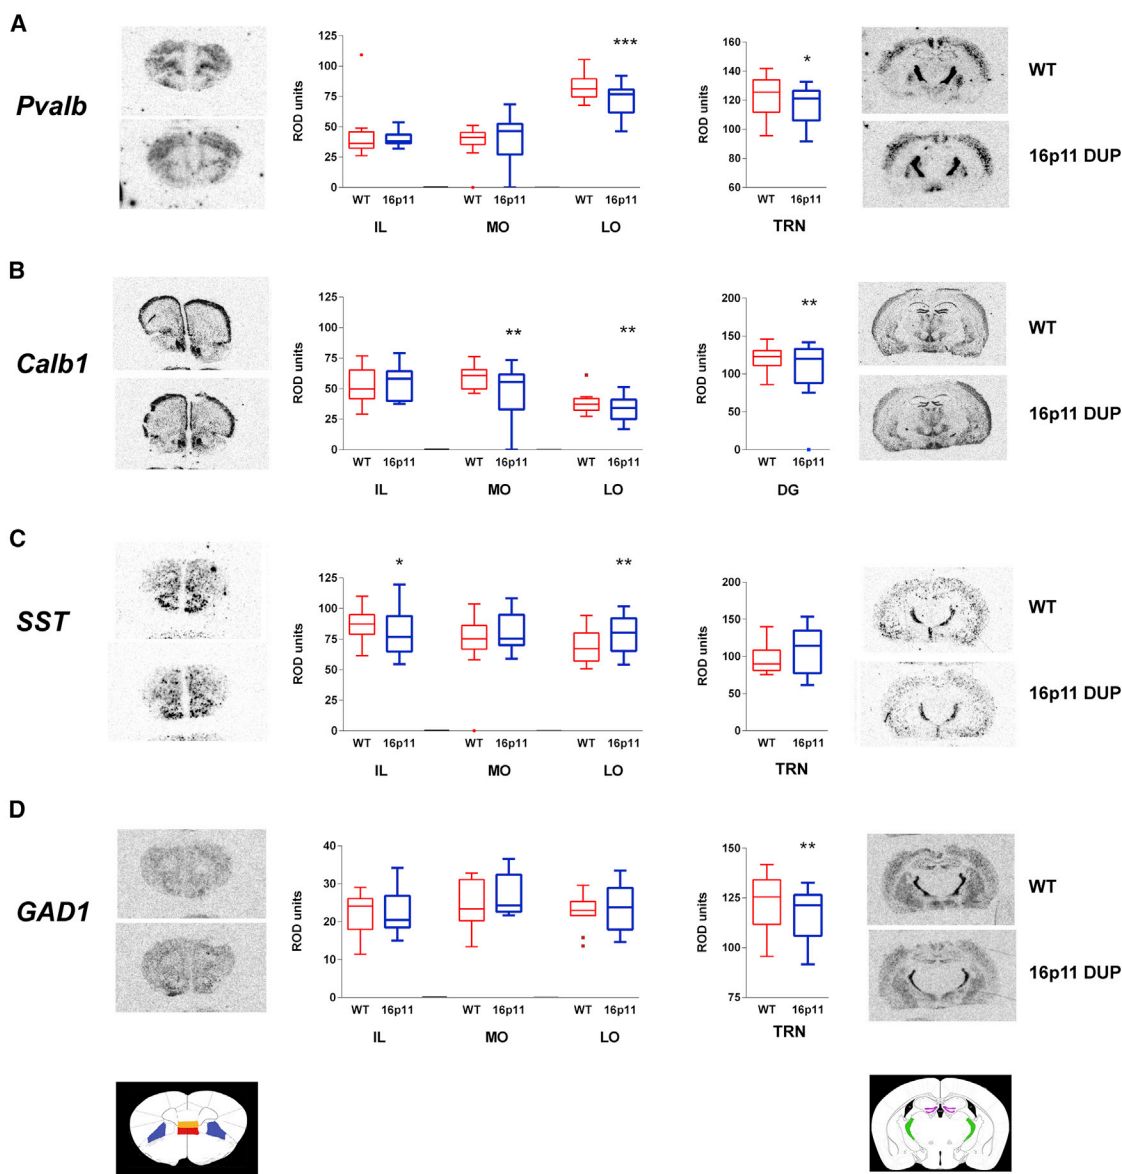 A
Pvalb
ROD units
125
100
75
50
25
0
WT 16p11 WT 16p11 WT 16p11
IL MO LO
***
ROD units
160
140
120
100
80
60
WT 16p11
TRN
*
WT
16p11 DUP
B
Calb1
ROD units
125
100
75
50
25
0
WT 16p11 WT 16p11 WT 16p11
IL MO LO
** **
ROD units
200
150
100
50
0
WT 16p11
DG
**
WT
16p11 DUP
C
SST
ROD units
125
100
75
50
25
0
WT 16p11 WT 16p11 WT 16p11
IL MO LO
* **
ROD units
200
150
100
50
0
WT 16p11
TRN
WT
16p11 DUP
D
GAD1
ROD units
40
30
20
10
0
WT 16p11 WT 16p11 WT 16p11
IL MO LO
ROD units
150
125
100
75
WT 16p11
TRN
**
WT
16p11 DUP